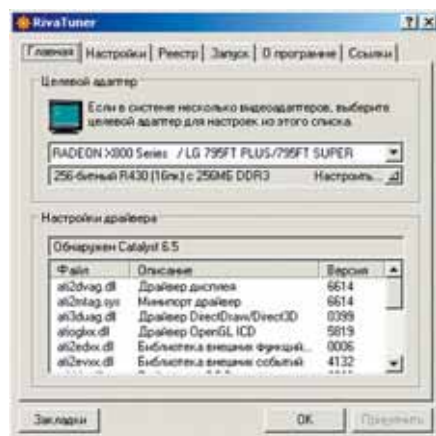 RivaTuner
Главная Настройки Реестр Запуск О программе Ссылки
Целевой адаптер
Если в системе несколько видеоадаптеров, выберите
целевой адаптер для настроек из этого списка.
RADEON X800 Series / LG 795FT PLUS/795FT SUPER
256-битный R430 (16пк) с 256МБ DDR3 Настроить...
Настройки драйвера
Обнаружен Catalyst 6.5
Файл Описание Версия
ati2dvag.dll Драйвер дисплея 6614
ati2mtag.sys Минипорт драйвер 6614
ati3duag.dll Драйвер DirectDraw/Direct3D 0399
atioglxx.dll Драйвер OpenGL ICD 5819
ati2edxx.dll Библиотека внешних функций... 0006
ati2evxx.dll Библиотека внешних событий 4132
Закладки OK Применить